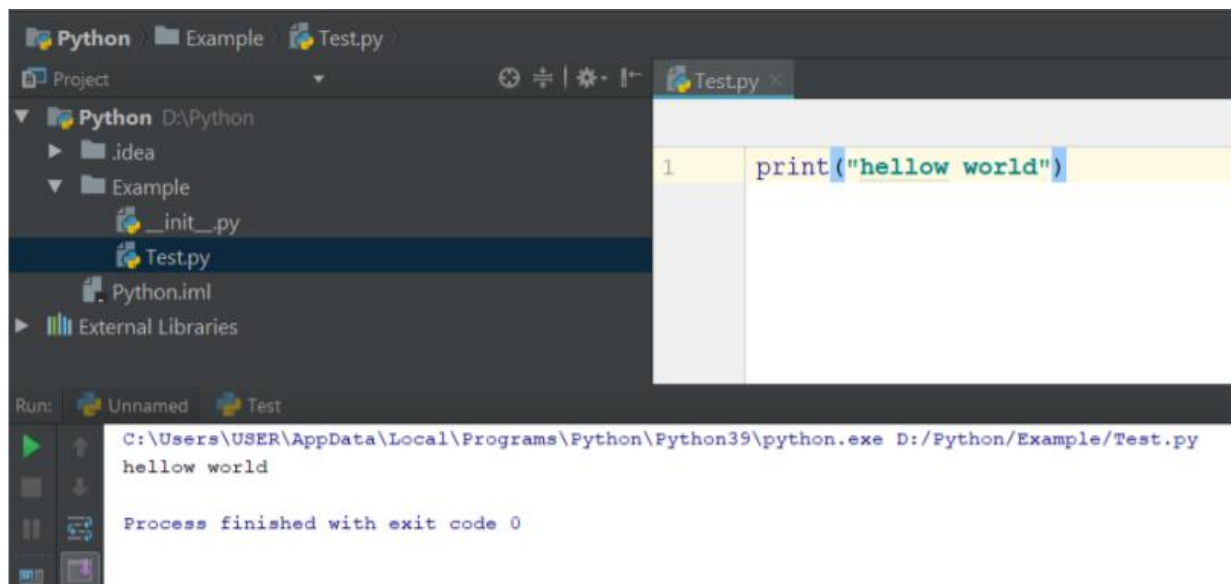 Python Example Test.py
Project
Test.py
Python D:\Python
.idea
Example
__init__.py
Test.py
Python.iml
External Libraries
1 print("hellow world")
Run: Unnamed Test
C:\Users\USER\AppData\Local\Programs\Python\Python39\python.exe D:/Python/Example/Test.py
hellow world
Process finished with exit code 0